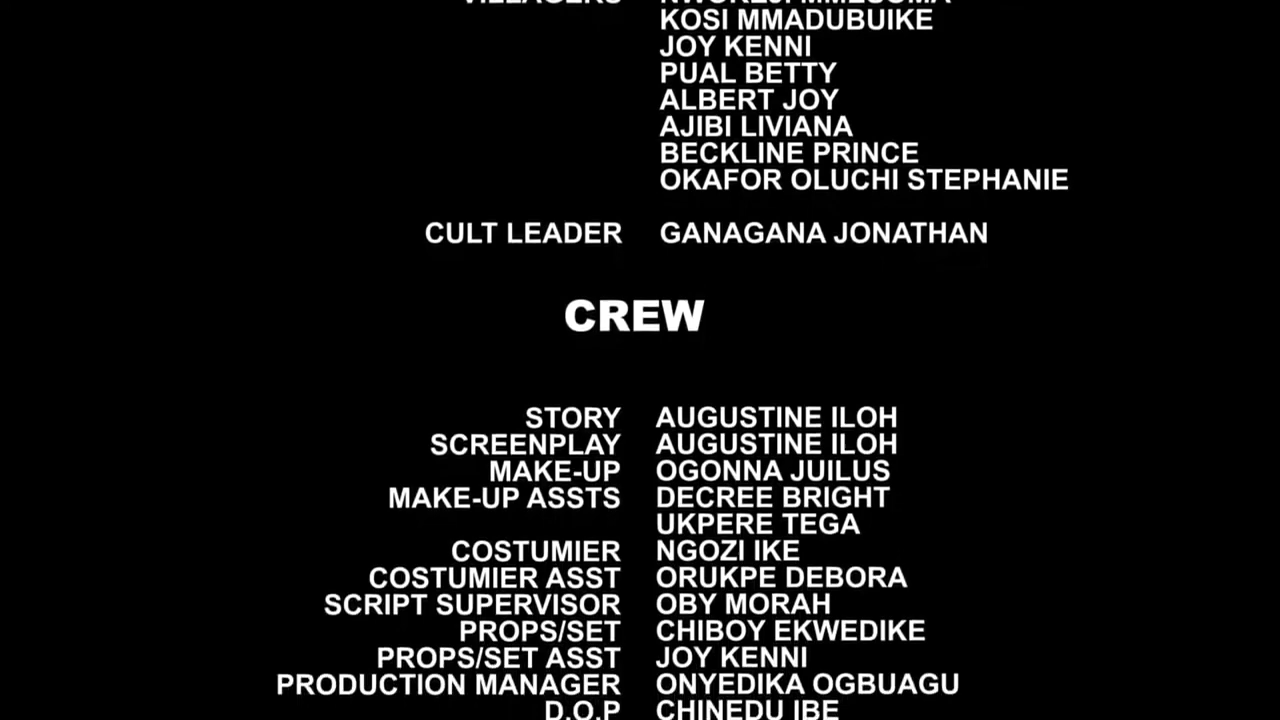 VILLAGERS NWOKEJI MMESOMA
KOSI MMADUBUIKE
JOY KENNI
PUAL BETTY
ALBERT JOY
AJIBI LIVIANA
BECKLINE PRINCE
OKAFOR OLUCHI STEPHANIE
CULT LEADER GANAGANA JONATHAN
CREW
STORY AUGUSTINE ILOH
SCREENPLAY AUGUSTINE ILOH
MAKE-UP OGONNA JUILUS
MAKE-UP ASSTS DECREE BRIGHT
UKPERE TEGA
COSTUMIER NGOZI IKE
COSTUMIER ASST ORUKPE DEBORA
SCRIPT SUPERVISOR OBY MORAH
PROPS/SET CHIBOY EKWEDIKE
PROPS/SET ASST JOY KENNI
PRODUCTION MANAGER ONYEDIKA OGBUAGU
D.O.P CHINEDU IBE